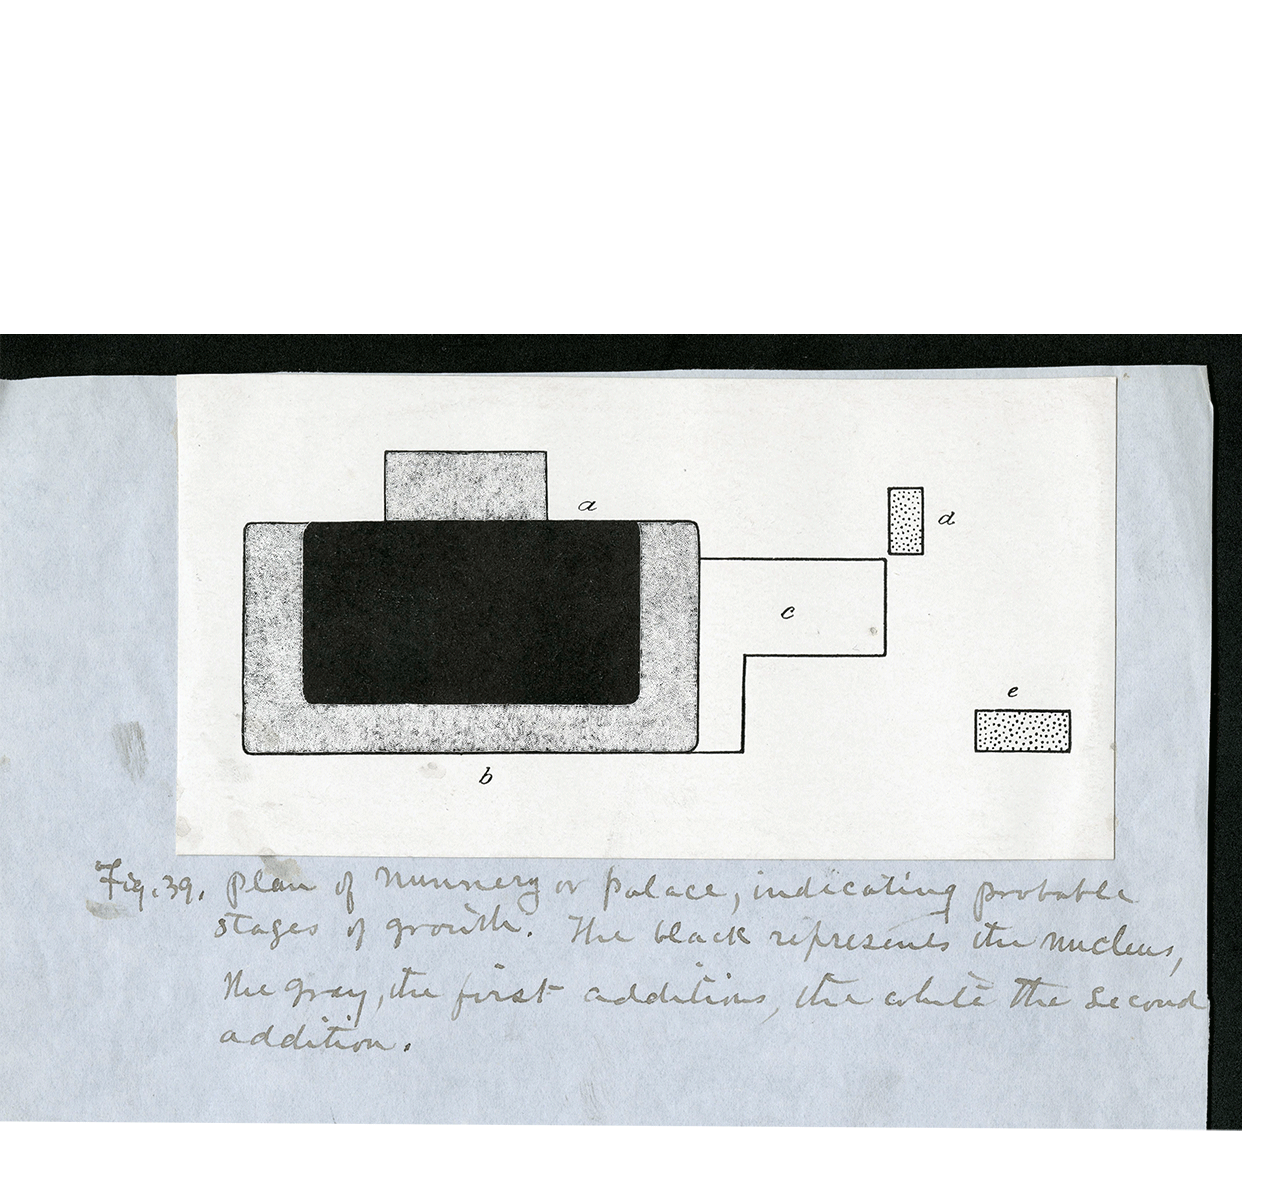 a
d
c
e
b
Fig. 39. Plan of Nunnery or Palace, indicating probable
stages of growth. The black represents the nucleus,
the gray, the first additions, the white the second
addition.